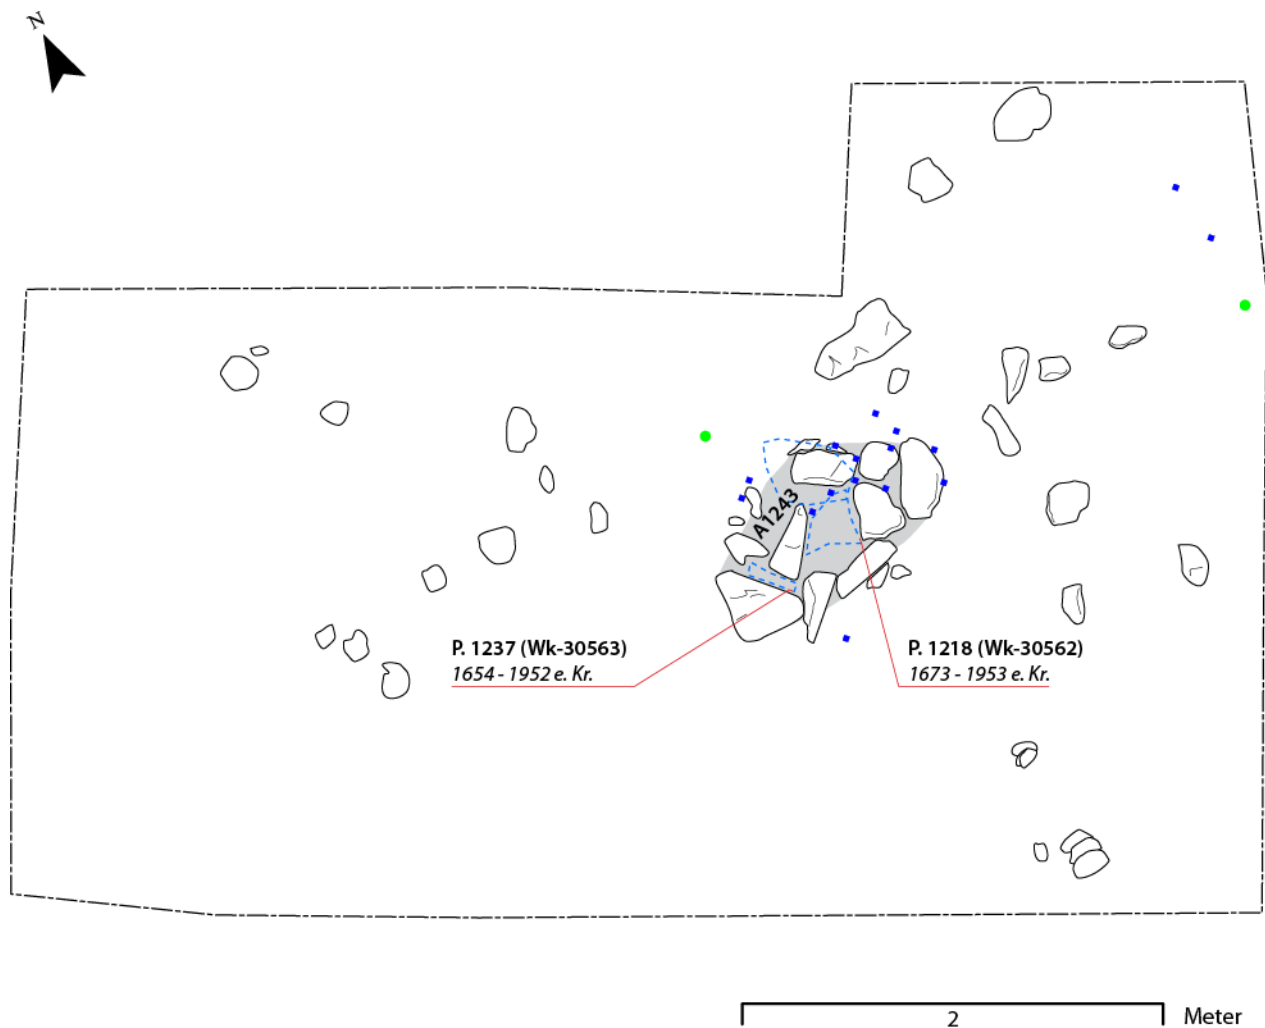 N
A1243
P. 1237 (Wk-30563)
1654 - 1952 e. Kr.
P. 1218 (Wk-30562)
1673 - 1953 e. Kr.
2
Meter